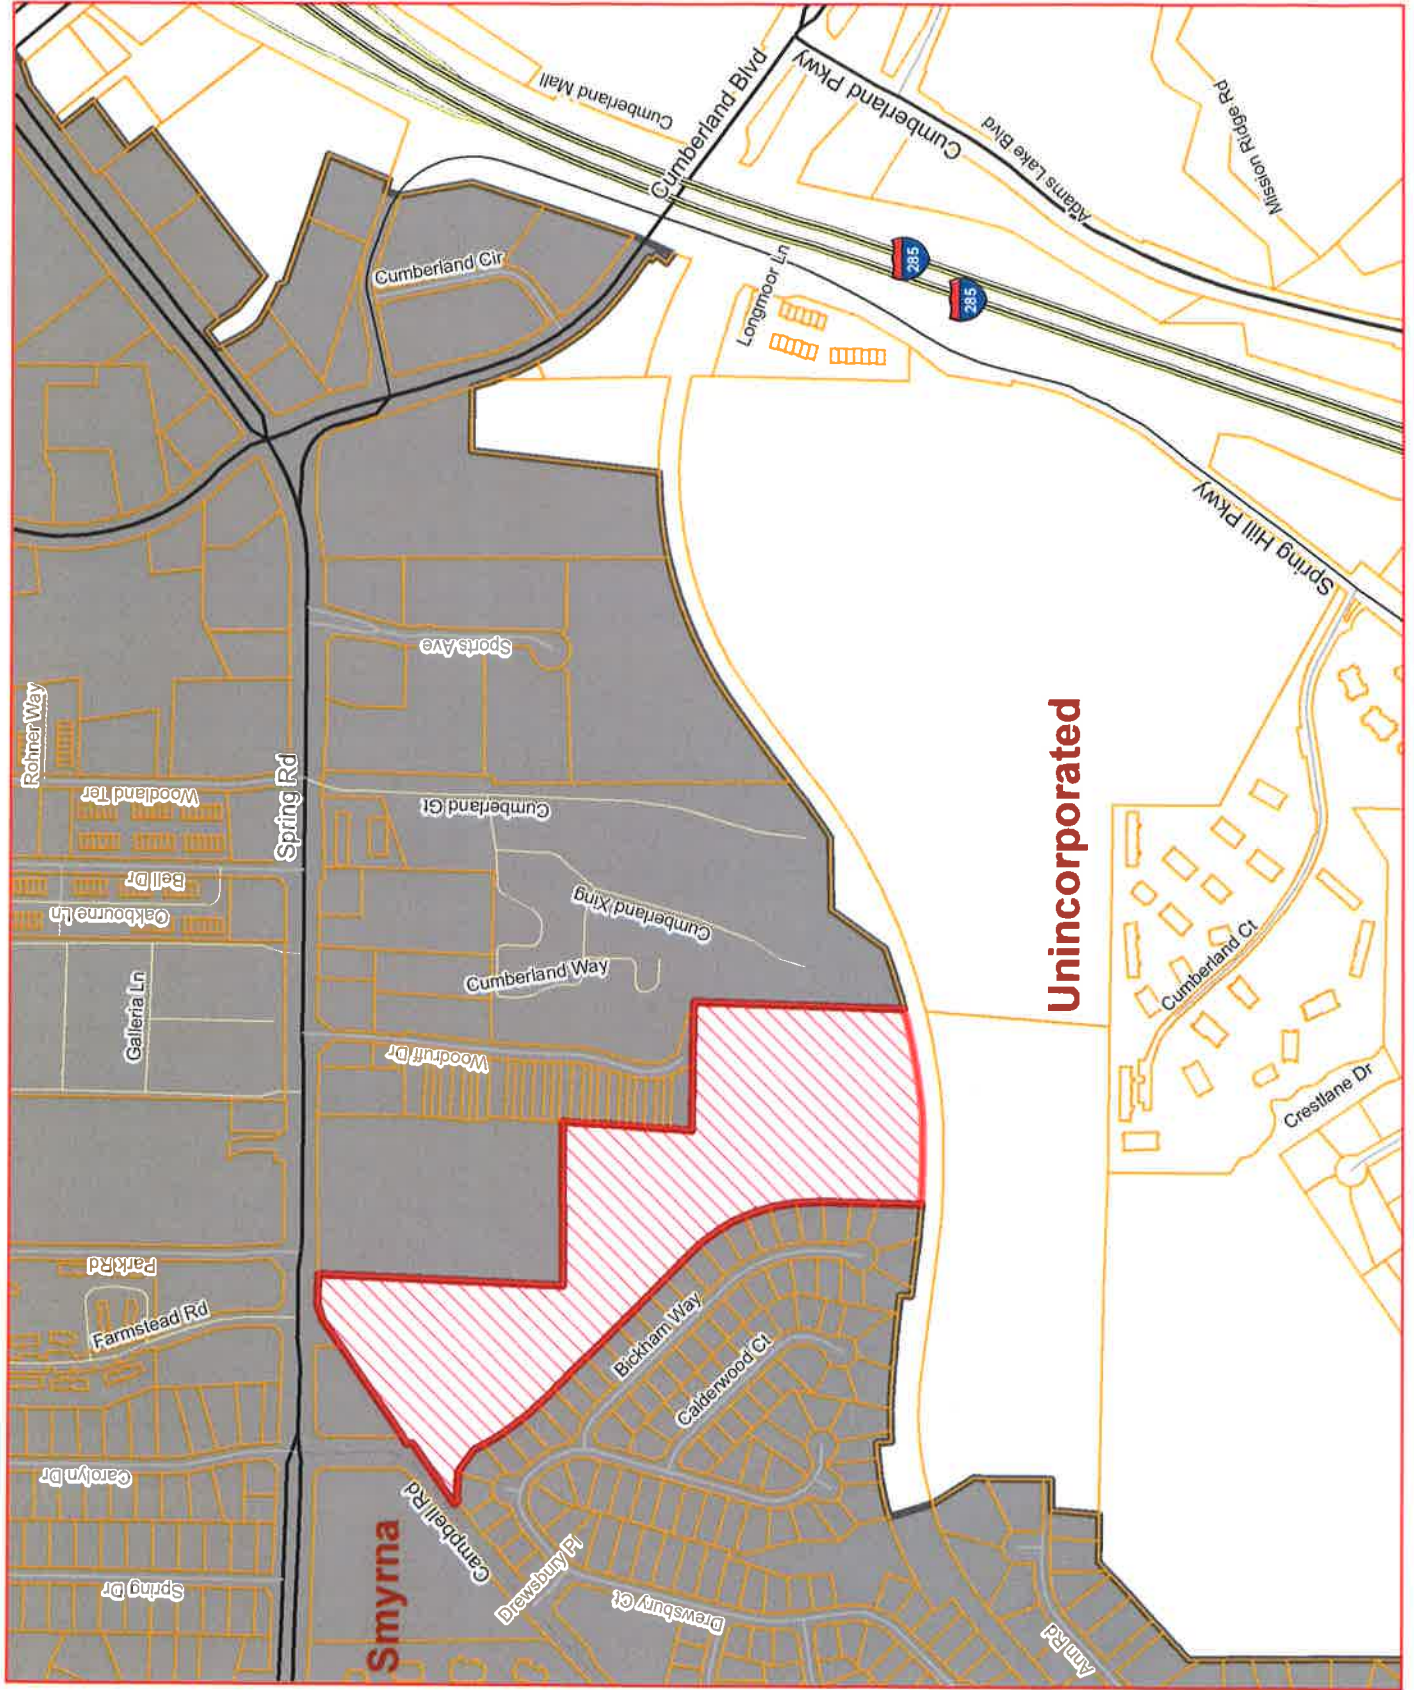 Cumberland Mall
Cumberland Blvd
Cumberland Pkwy
Adams Lake Blvd
Mission Ridge Rd
Cumberland Cir
Longmoor Ln
285
285
Spring Hill Pkwy
Sports Ave
Rohner Way
Woodland Ter
Spring Rd
Cumberland Gt
Bell Dr
Oakbourne Ln
Cumberland Xing
Cumberland Way
Galleria Ln
Woodruff Dr
Unincorporated
Cumberland Ct
Crestlane Dr
Park Rd
Farmstead Rd
Bickham Way
Calderwood Ct
Carolyn Dr
Campbell Rd
Smyrna
Spring Dr
Drewsbury Pl
Drewsbury Ct
Ann Rd